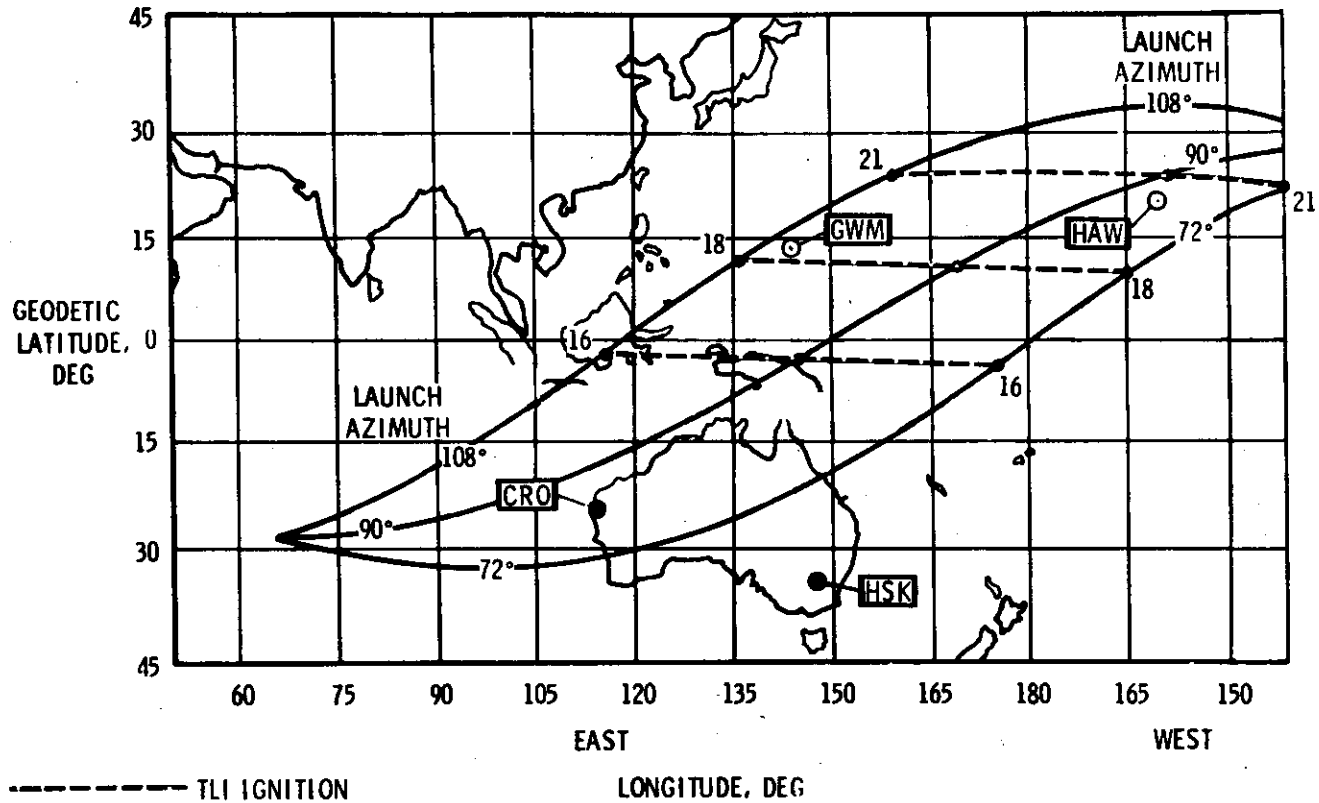 45
LAUNCH
AZIMUTH
108°
30
21
90°
GWM
HAW
21
15
18
72°
18
GEODETIC
LATITUDE,
DEG
0
16
16
LAUNCH
AZIMUTH
15
108°
CRO
90°
30
72°
HSK
45
60 75 90 105 120 135 150 165 180 165 150
EAST WEST
TLI IGNITION LONGITUDE, DEG